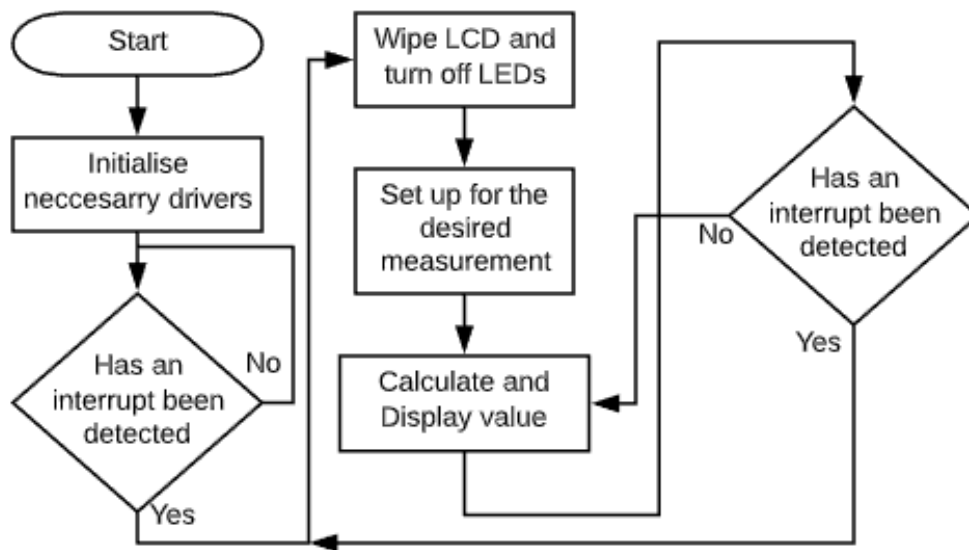 Start
Initialise
neccesarry drivers
Has an
interrupt been
detected
No
Yes
Wipe LCD and
turn off LEDs
Set up for the
desired
measurement
Calculate and
Display value
Has an
interrupt been
detected
No
Yes